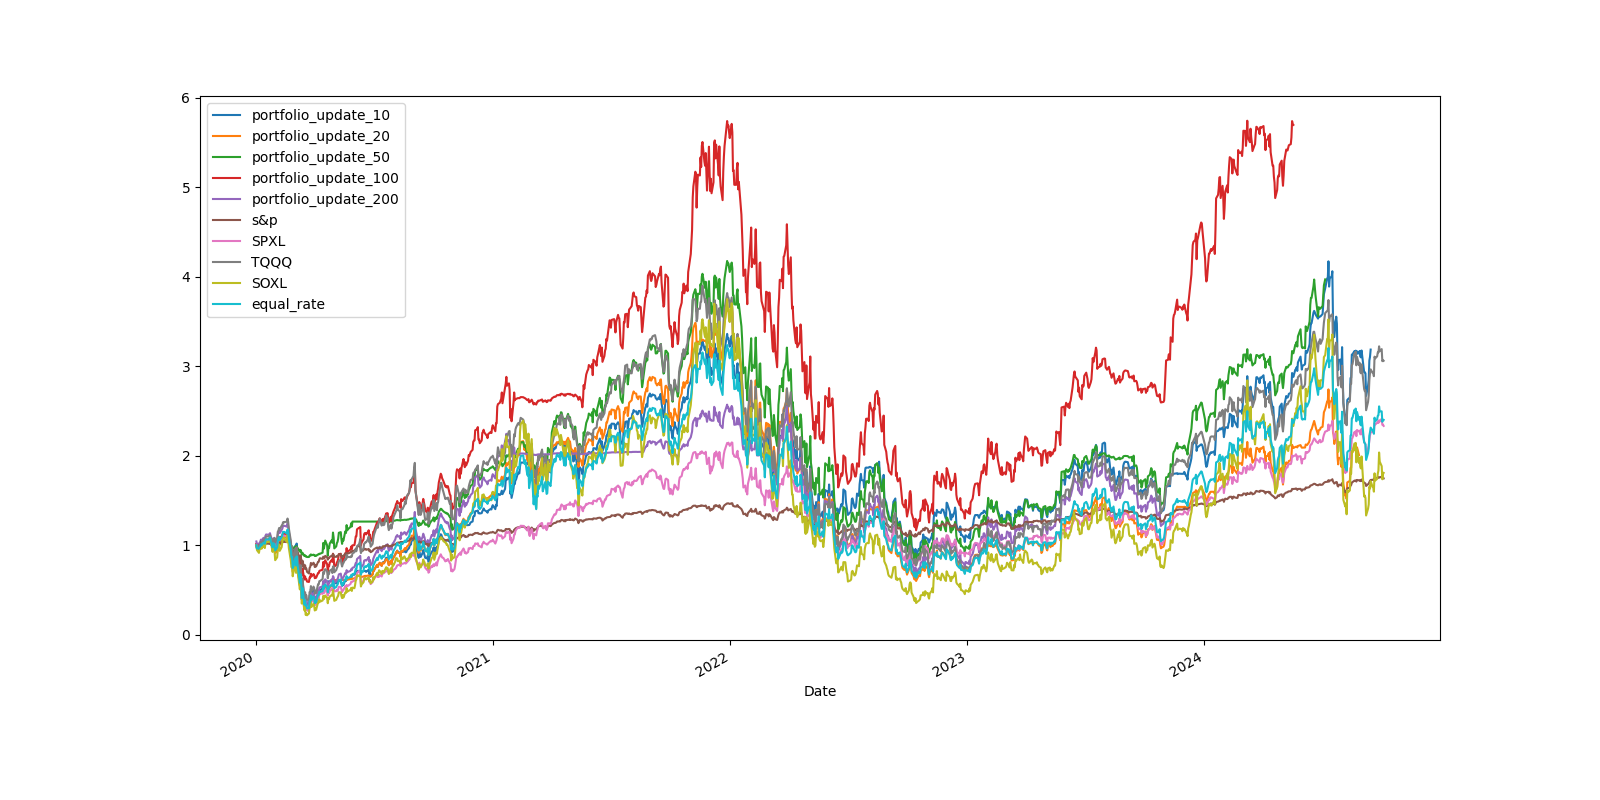 6
5
4
3
2
1
0
portfolio_update_10
portfolio_update_20
portfolio_update_50
portfolio_update_100
portfolio_update_200
s&p
SPXL
TQQQ
SOXL
equal_rate
2020
2021
2022
2023
2024
Date